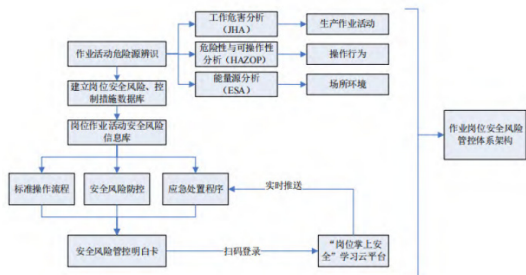 工作危害分析
(JHA)
生产作业活动
作业活动危险源辨识
危险性与可操作性
分析(HAZOP)
操作行为
能量源分析
(ESA)
场所环境
建立岗位安全风险、控
制措施数据库
岗位作业活动安全风险
信息库
作业岗位安全风险
管控体系架构
标准操作流程
安全风险防控
应急处置程序
实时推送
安全风险管控明白卡
扫码登录
“岗位掌上安
全”学习云平台